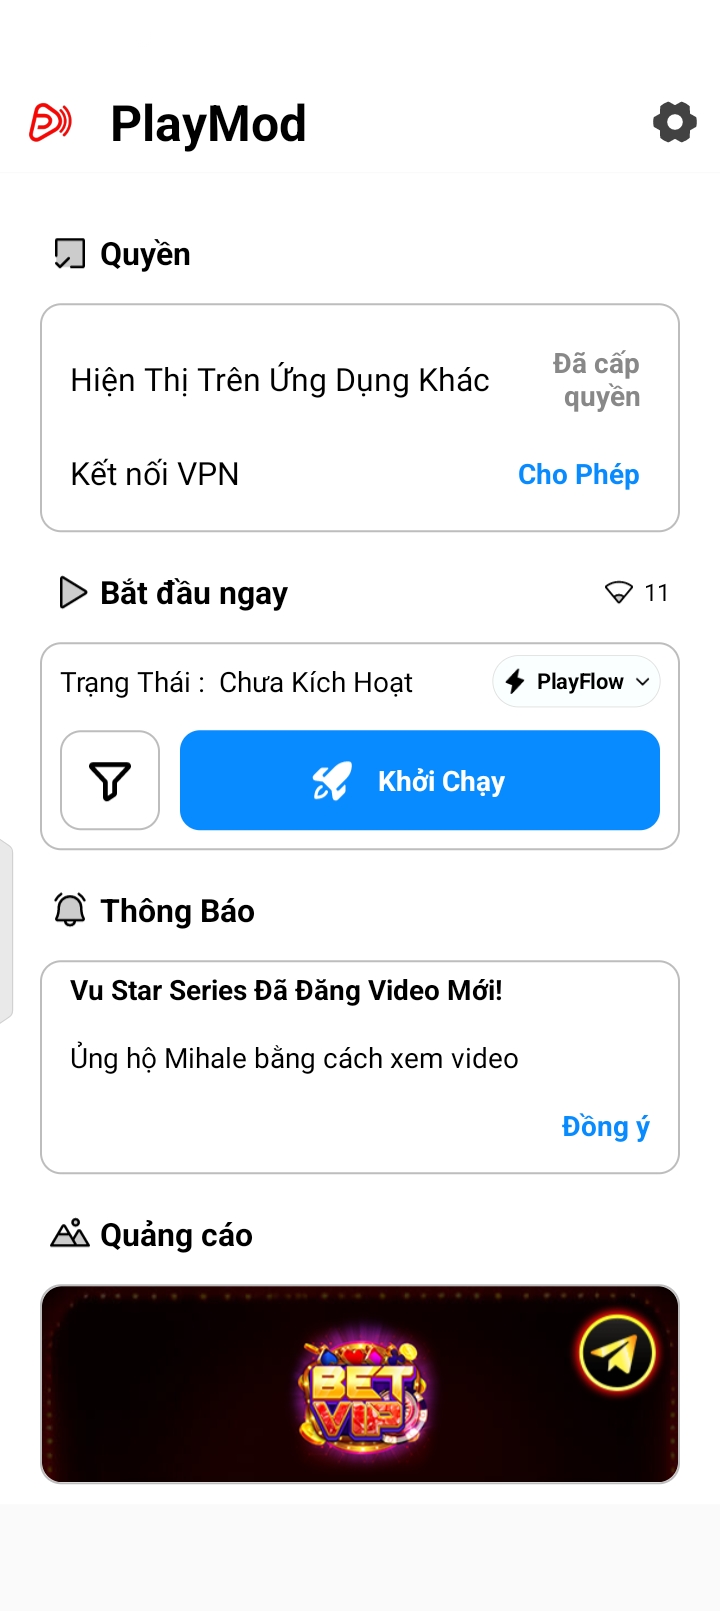 PlayMod
Quyền
Hiện Thị Trên Ứng Dụng Khác
Đã cấp
quyền
Kết nối VPN
Cho Phép
Bắt đầu ngay
11
Trạng Thái : Chưa Kích Hoạt
PlayFlow
Khởi Chạy
Thông Báo
Vu Star Series Đã Đăng Video Mới!
Ủng hộ Mihale bằng cách xem video
Đồng ý
Quảng cáo
BET
VIP